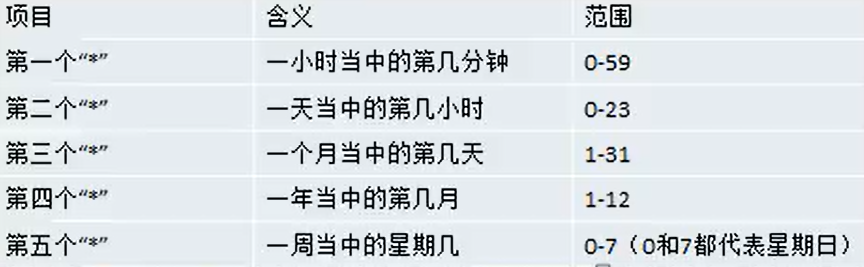 项目 含义 范围
第一个“*” 一小时当中的第几分钟 0-59
第二个“*” 一天当中的第几小时 0-23
第三个“*” 一个月当中的第几天 1-31
第四个“*” 一年当中的第几月 1-12
第五个“*” 一周当中的星期几 0-7（0和7都代表星期日）